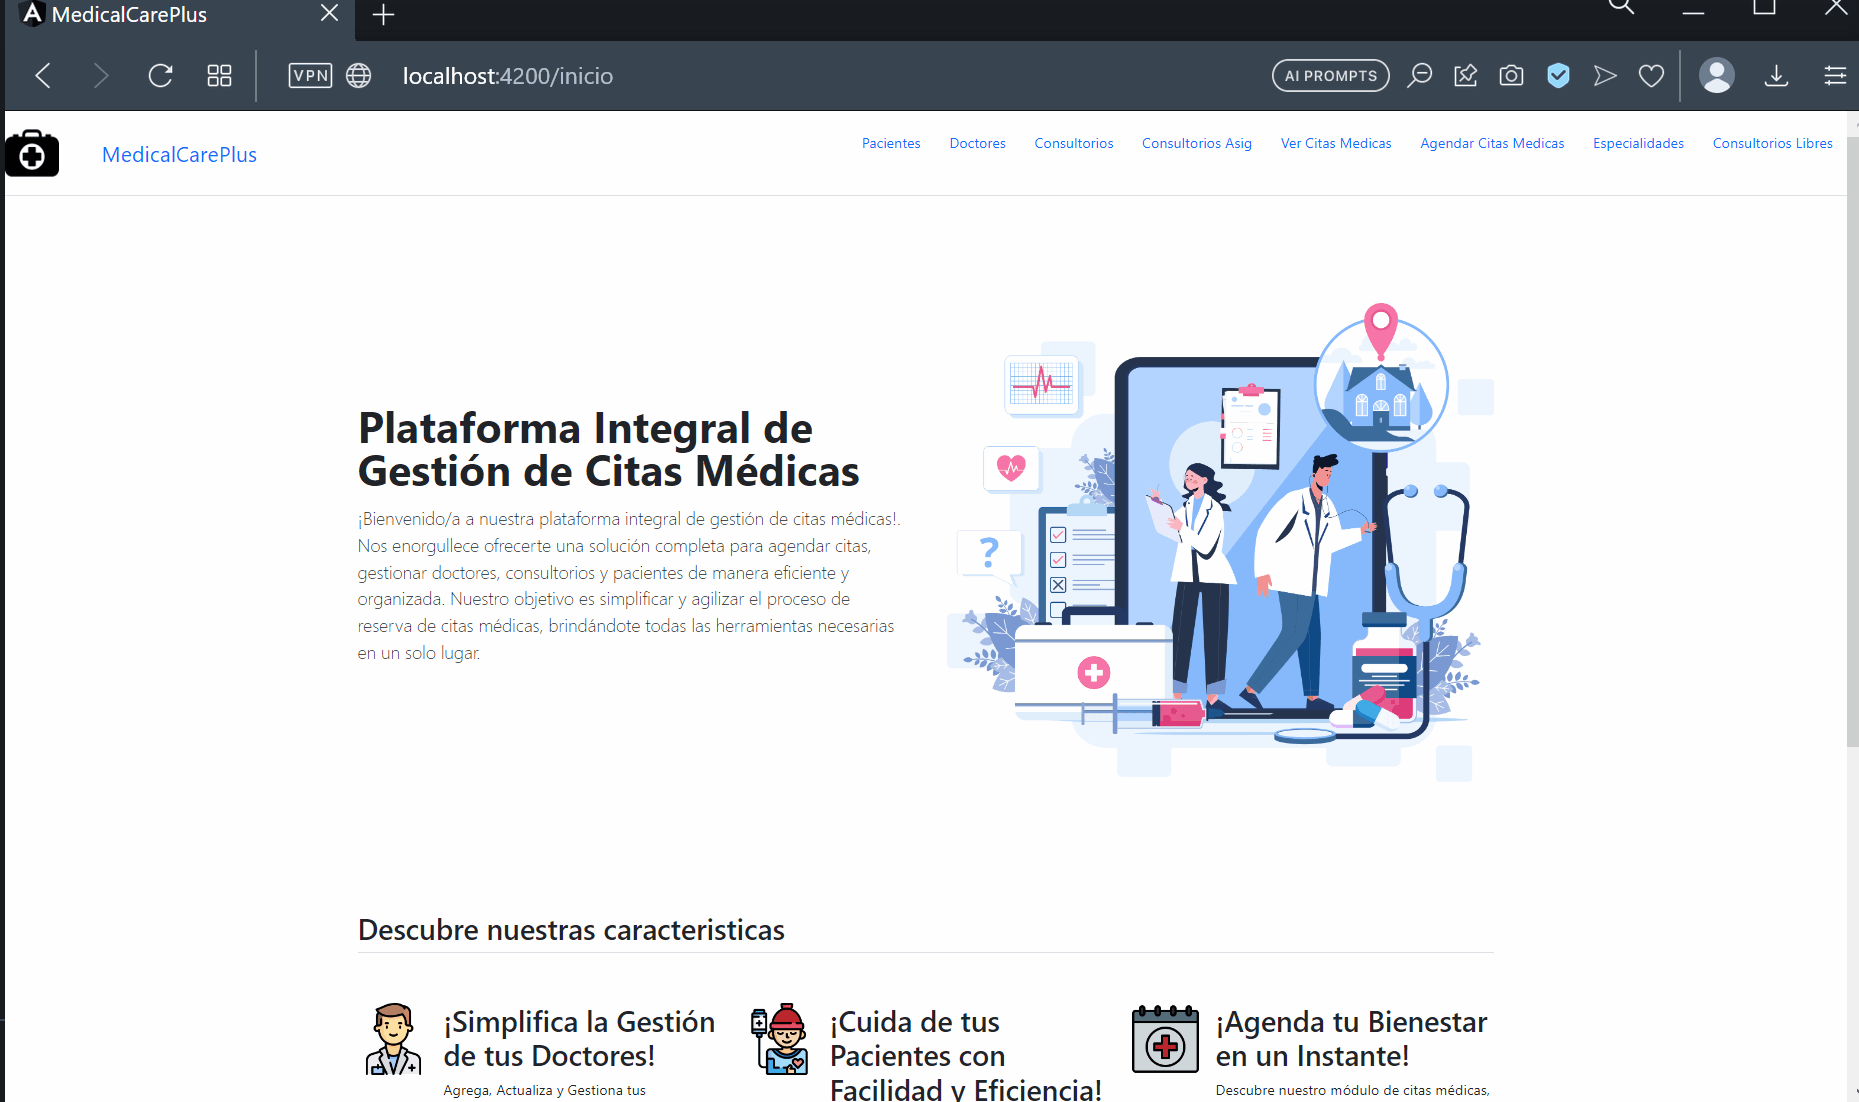 MedicalCarePlus
VPN
localhost:4200/inicio
AI PROMPTS
MedicalCarePlus
Pacientes
Doctores
Consultorios
Consultorios Asig
Ver Citas Medicas
Agendar Citas Medicas
Especialidades
Consultorios Libres
Plataforma Integral de
Gestión de Citas Médicas
¡Bienvenido/a a nuestra plataforma integral de gestión de citas médicas!.
Nos enorgullece ofrecerte una solución completa para agendar citas,
gestionar doctores, consultorios y pacientes de manera eficiente y
organizada. Nuestro objetivo es simplificar y agilizar el proceso de
reserva de citas médicas, brindándote todas las herramientas necesarias
en un solo lugar.
?
Descubre nuestras caracteristicas
¡Simplifica la Gestión
de tus Doctores!
Agrega, Actualiza y Gestiona tus
¡Cuida de tus
Pacientes con
Facilidad y Eficiencia!
¡Agenda tu Bienestar
en un Instante!
Descubre nuestro módulo de citas médicas,